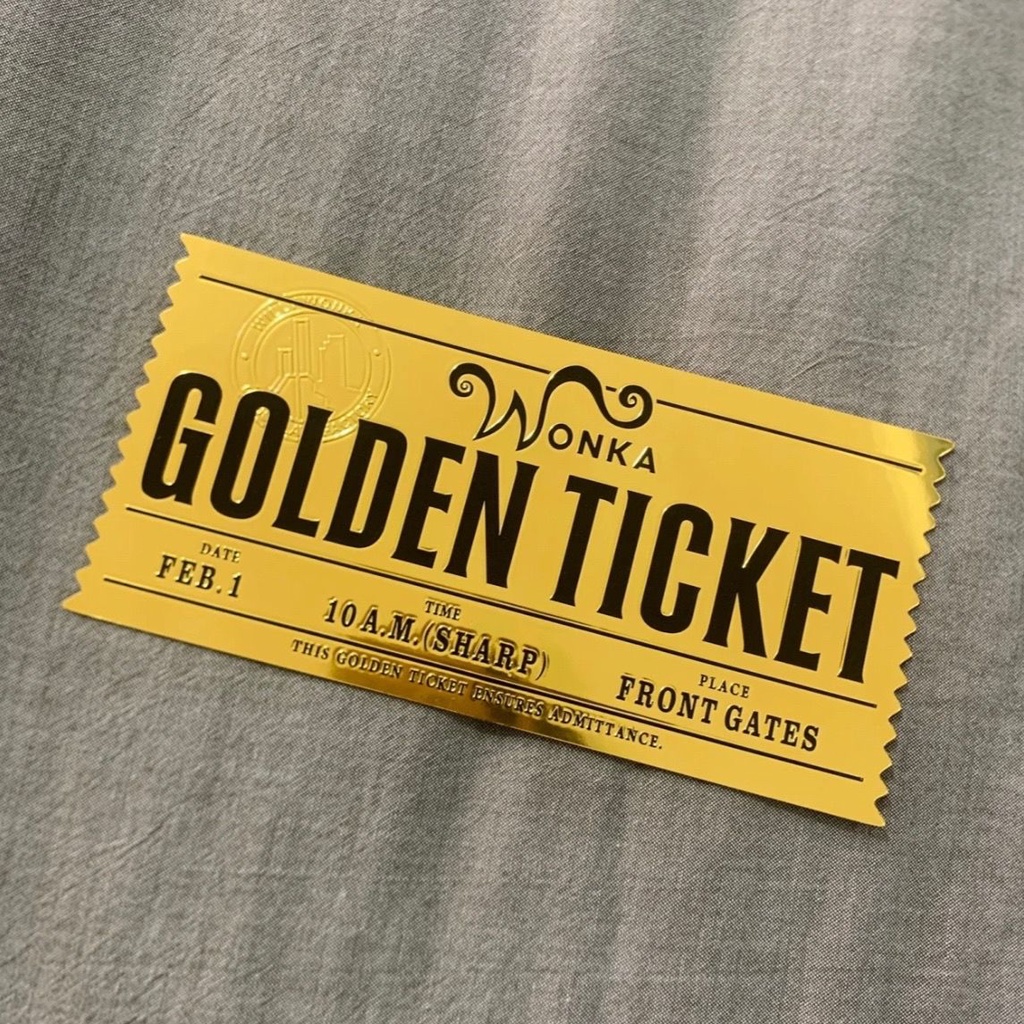 WONKA
GOLDEN TICKET
DATE
FEB. 1
TIME
10 A.M. (SHARP)
PLACE
FRONT GATES
THIS GOLDEN TICKET ENSURES ADMITTANCE.